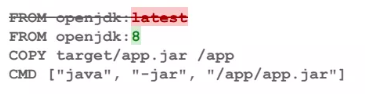 FROM openjdk:latest
FROM openjdk:8
COPY target/app.jar /app
CMD ["java", "-jar", "/app/app.jar"]